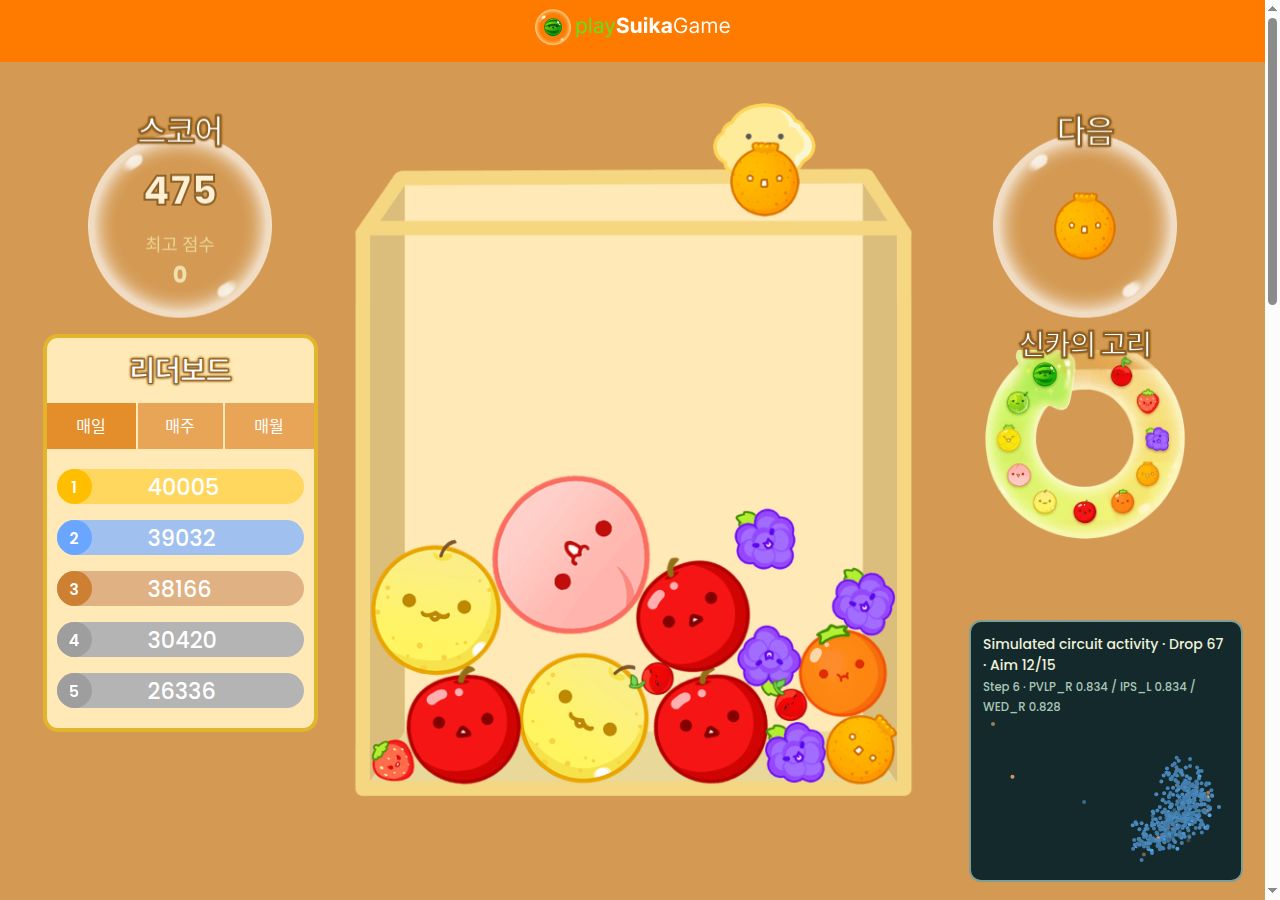 playSuikaGame
스코어
475
최고 점수
0
다음
리더보드
매일 매주 매월
1 40005
2 39032
3 38166
4 30420
5 26336
신카의 고리
Simulated circuit activity · Drop 67
· Aim 12/15
Step 6 · PVLP_R 0.834 / IPS_L 0.834 /
WED_R 0.828